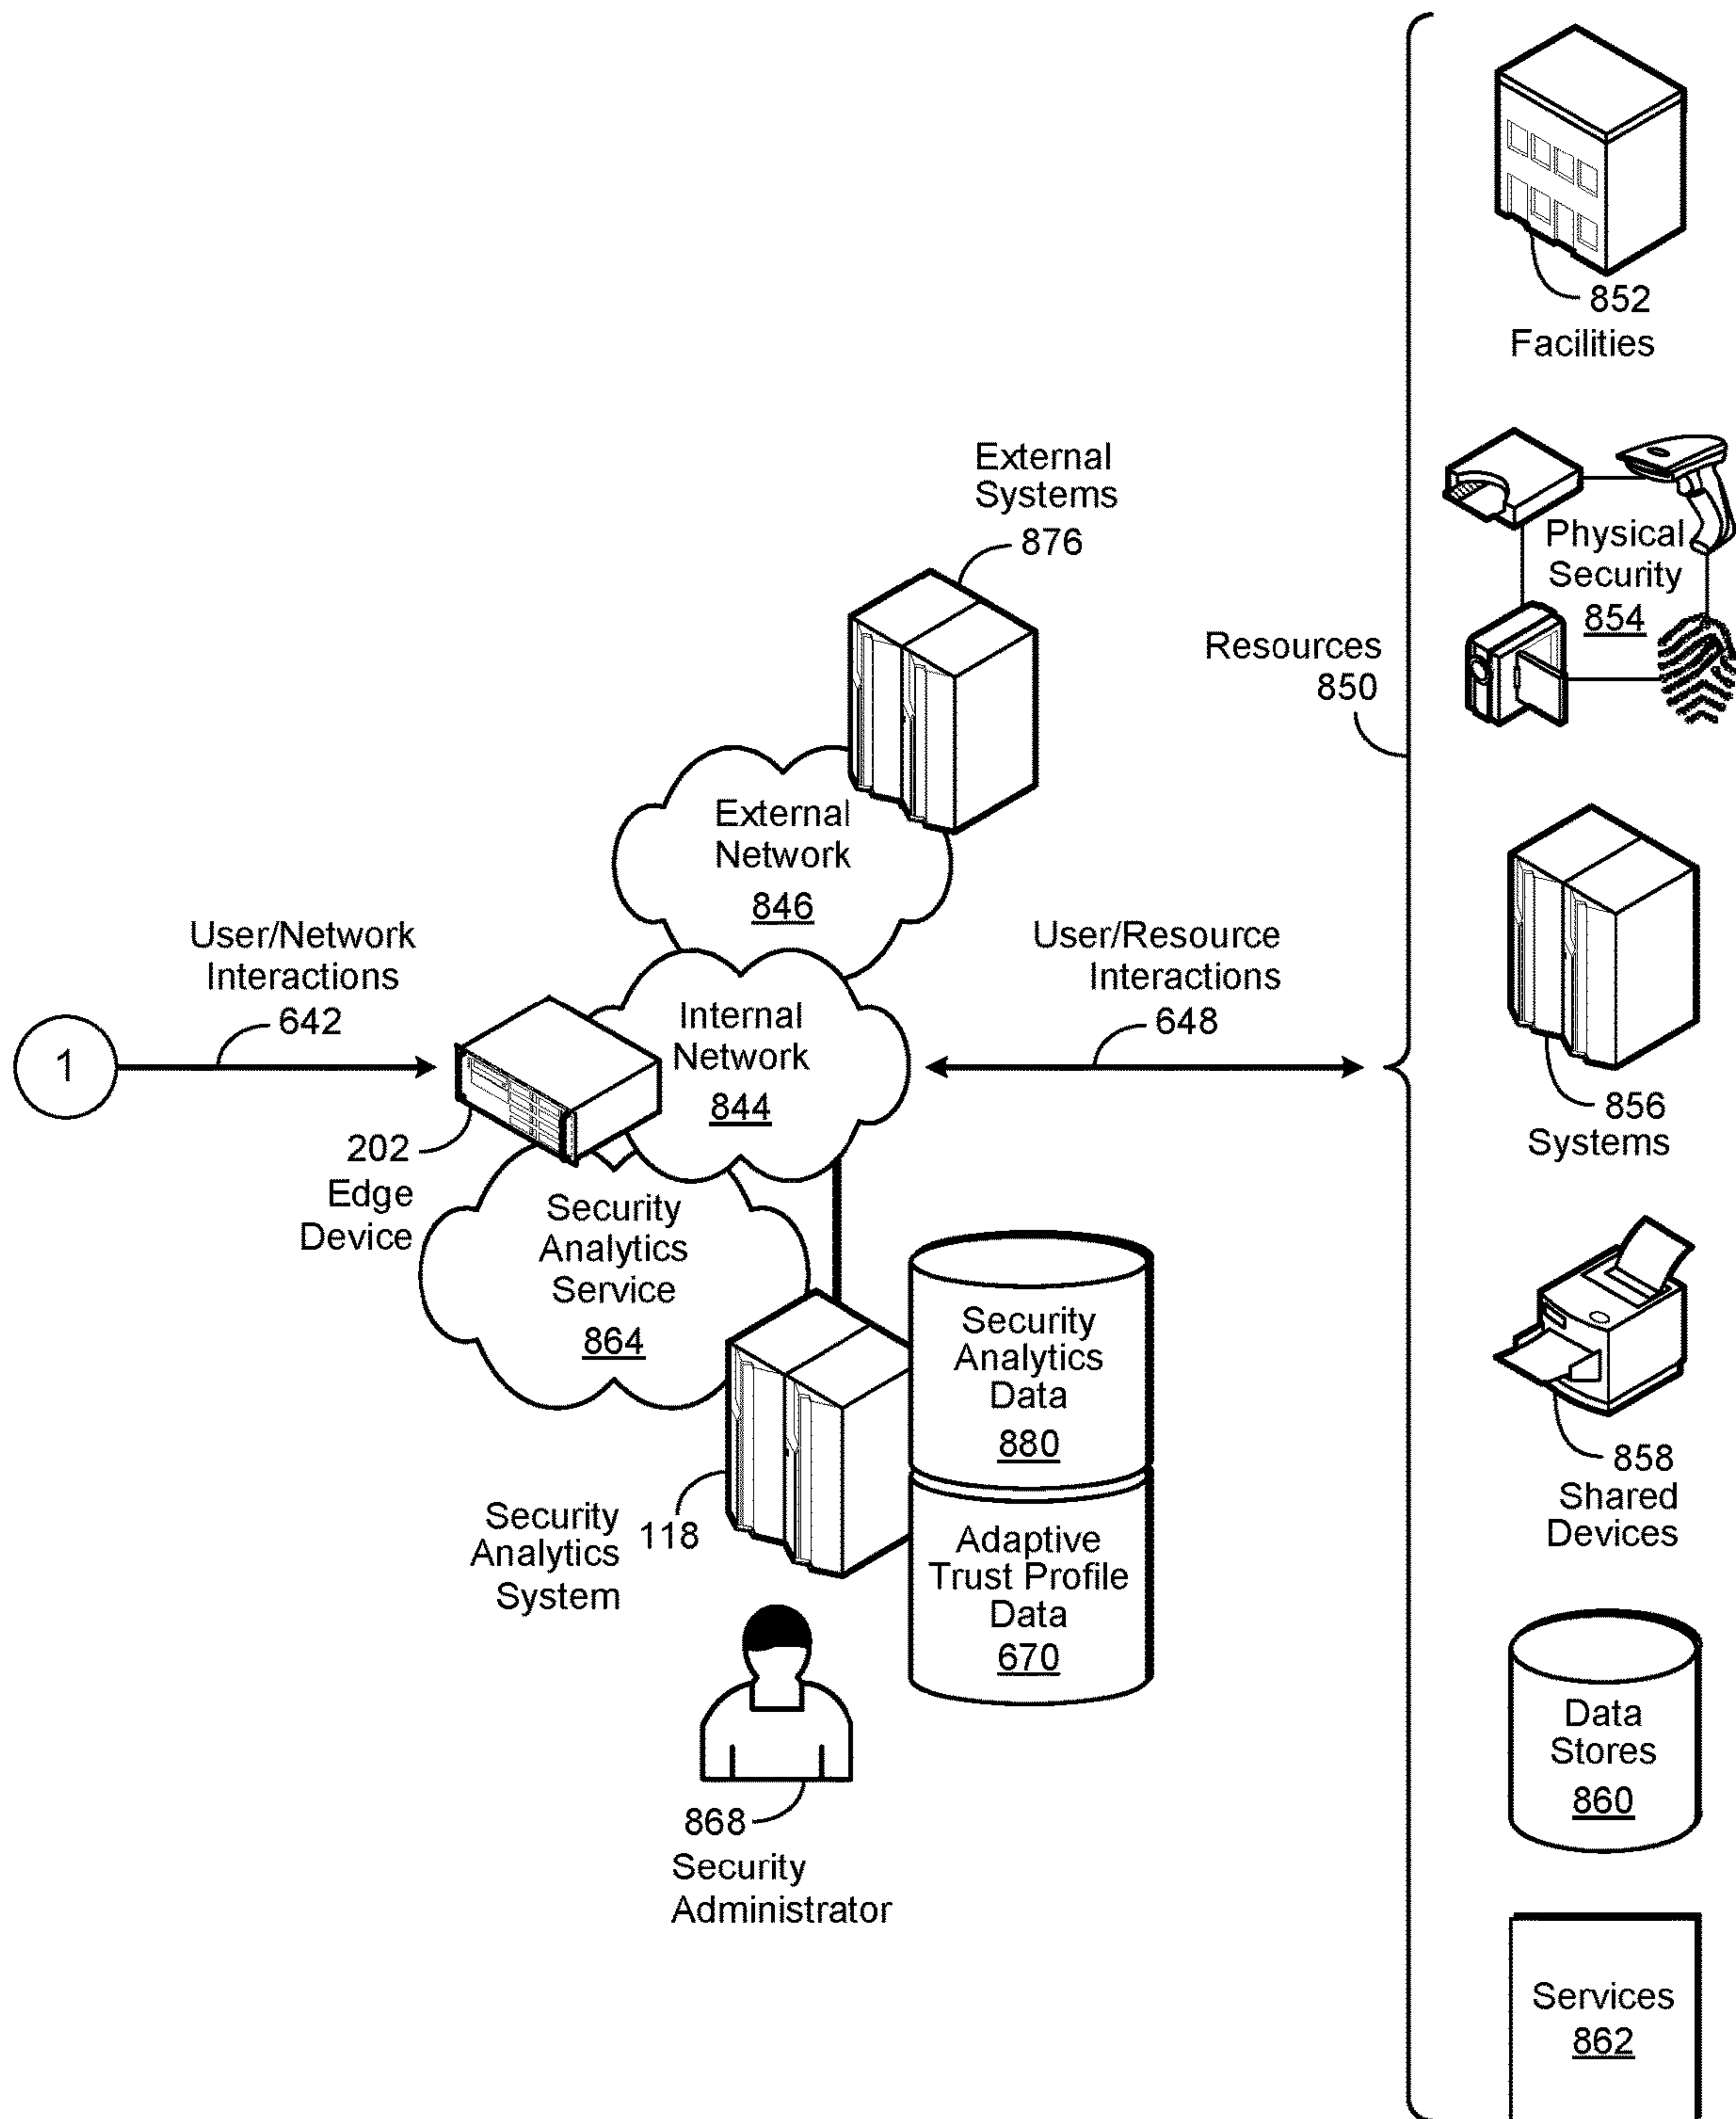 852
Facilities
External
Systems
876
Physical
Security
854
Resources
850
External
Network
846
User/Network
Interactions
642
User/Resource
Interactions
648
1
Internal
Network
844
856
Systems
202
Edge
Device
Security
Analytics
Service
864
Security
Analytics
Data
880
858
Shared
Devices
Security
Analytics
System
118
Adaptive
Trust Profile
Data
670
Data
Stores
860
868
Security
Administrator
Services
862